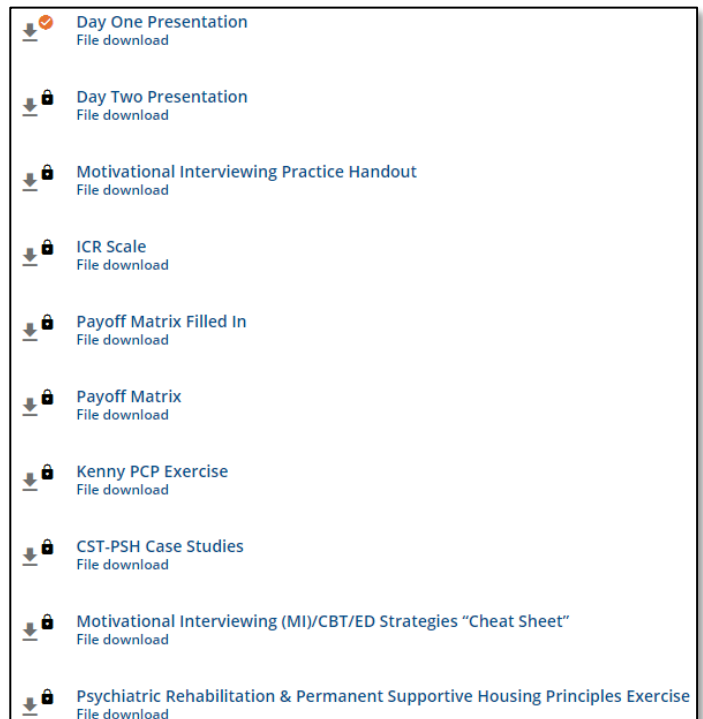 Day One Presentation
File download
Day Two Presentation
File download
Motivational Interviewing Practice Handout
File download
ICR Scale
File download
Payoff Matrix Filled In
File download
Payoff Matrix
File download
Kenny PCP Exercise
File download
CST-PSH Case Studies
File download
Motivational Interviewing (MI)/CBT/ED Strategies “Cheat Sheet”
File download
Psychiatric Rehabilitation & Permanent Supportive Housing Principles Exercise
File download